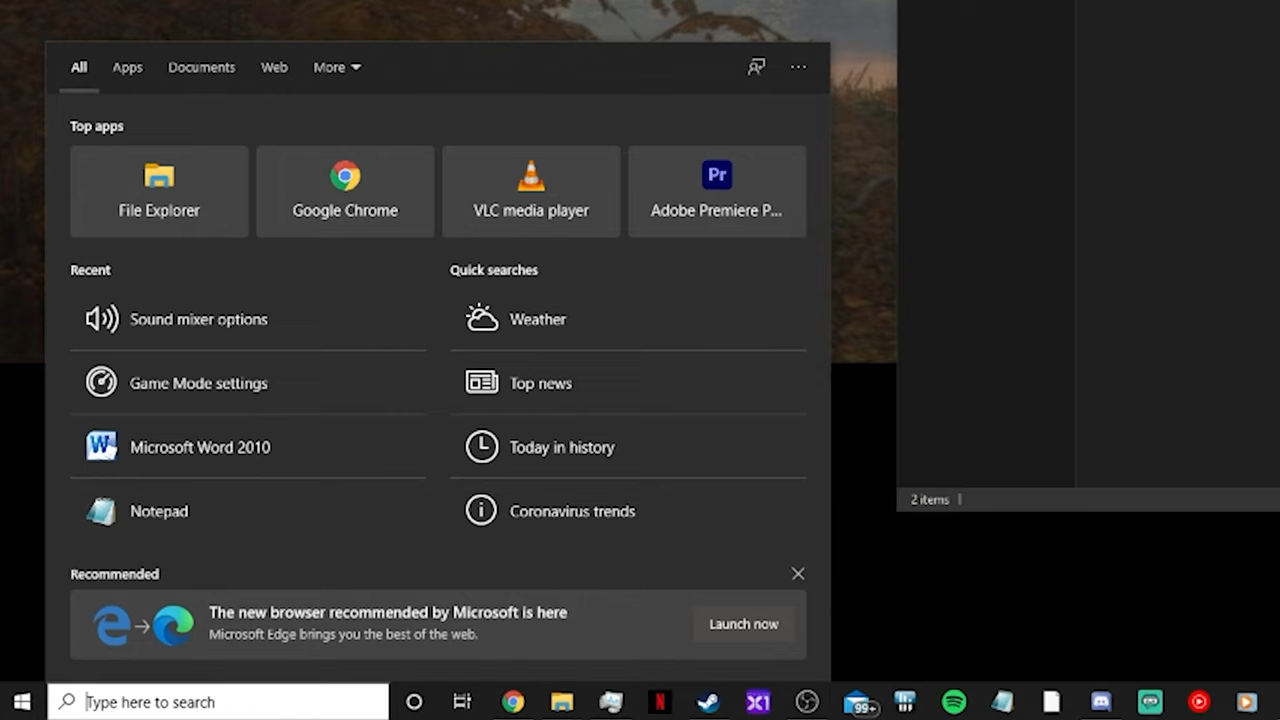 All Apps Documents Web More
Top apps
File Explorer Google Chrome VLC media player Adobe Premiere P...
Pr
Recent
Sound mixer options
Game Mode settings
W Microsoft Word 2010
Notepad
Quick searches
Weather
Top news
Today in history
Coronavirus trends
2 items
Recommended
The new browser recommended by Microsoft is here
Microsoft Edge brings you the best of the web.
Launch now
Type here to search
N
X1
99+